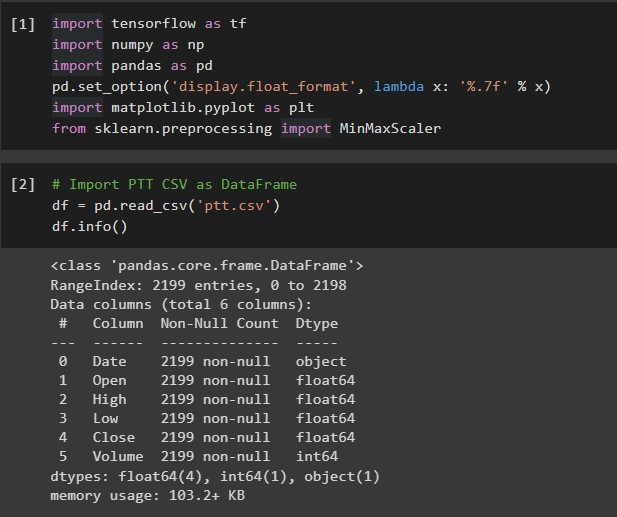 [1] import tensorflow as tf
import numpy as np
import pandas as pd
pd.set_option('display.float_format', lambda x: '%.7f' % x)
import matplotlib.pyplot as plt
from sklearn.preprocessing import MinMaxScaler
[2] # Import PTT CSV as DataFrame
df = pd.read_csv('ptt.csv')
df.info()
<class 'pandas.core.frame.DataFrame'>
RangeIndex: 2199 entries, 0 to 2198
Data columns (total 6 columns):
 #   Column  Non-Null Count  Dtype
---  ------  --------------  -----
 0   Date    2199 non-null   object
 1   Open    2199 non-null   float64
 2   High    2199 non-null   float64
 3   Low     2199 non-null   float64
 4   Close   2199 non-null   float64
 5   Volume  2199 non-null   int64
dtypes: float64(4), int64(1), object(1)
memory usage: 103.2+ KB